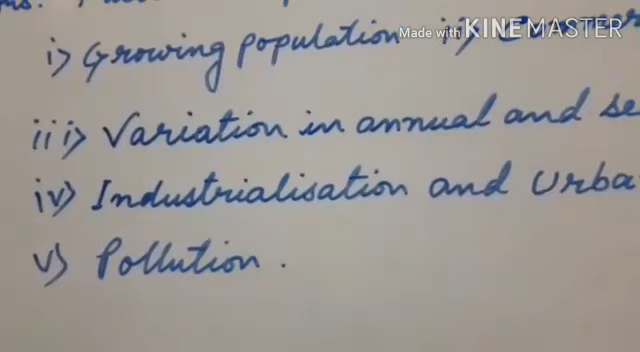 i) Growing population ii)
Made with KINEMASTER
iii) Variation in annual and se
iv) Industrialisation and Urba
v) Pollution.